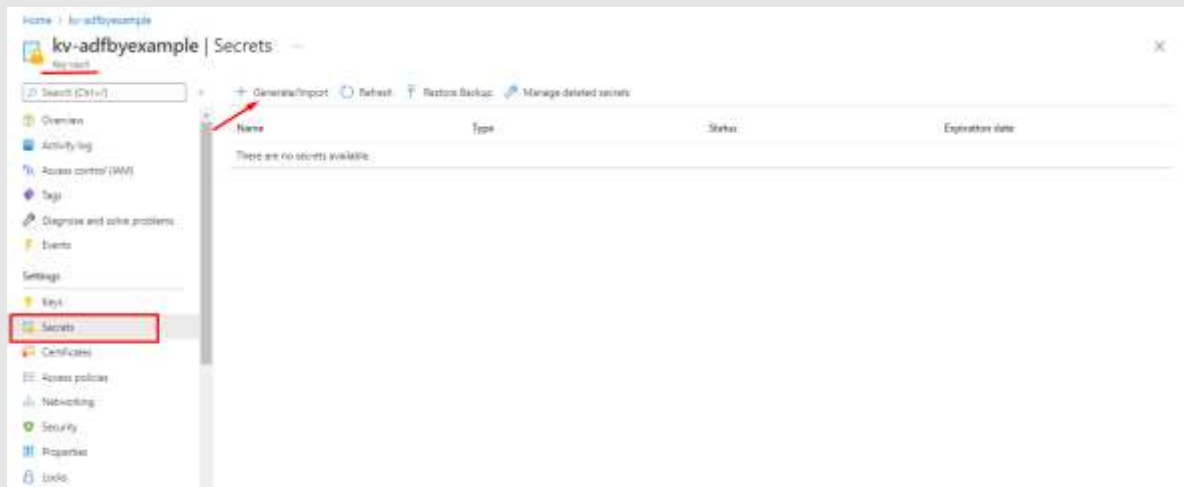 Home > kv-adfbyexample
kv-adfbyexample | Secrets
Key vault
Search (Ctrl+/)
Generate/Import Refresh Restore Backup Manage deleted secrets
Overview
Activity log
Access control (IAM)
Tags
Diagnose and solve problems
Events
Settings
Keys
Secrets
Certificates
Access policies
Networking
Security
Properties
Locks
Name Type Status Expiration date
There are no secrets available.